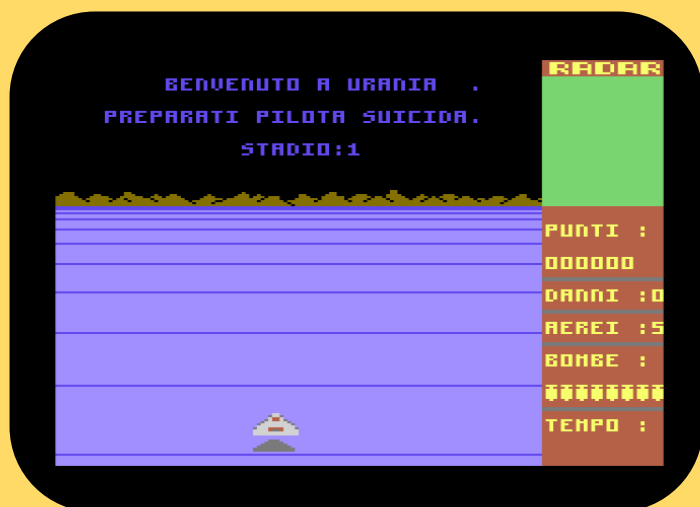 BENVENUTO A URANIA .
PREPARATI PILOTA SUICIDA.
STADIO:1
RADAR
PUNTI :
000000
DANNI :0
AEREI :5
BOMBE :
TEMPO :